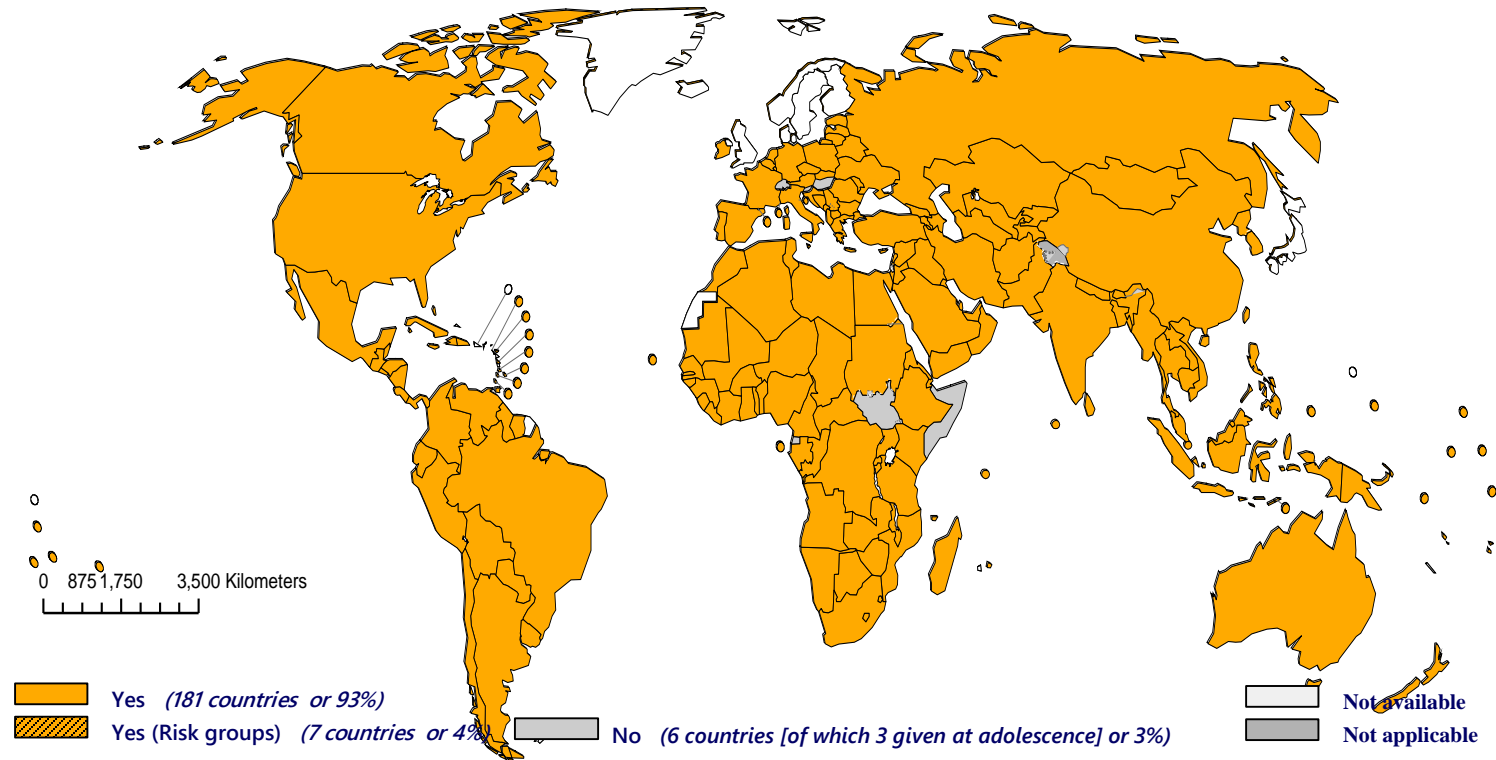 0 875 1,750 3,500 Kilometers
Yes (181 countries or 93%)
Yes (Risk groups) (7 countries or 4%)
No (6 countries [of which 3 given at adolescence] or 3%)
Not available
Not applicable